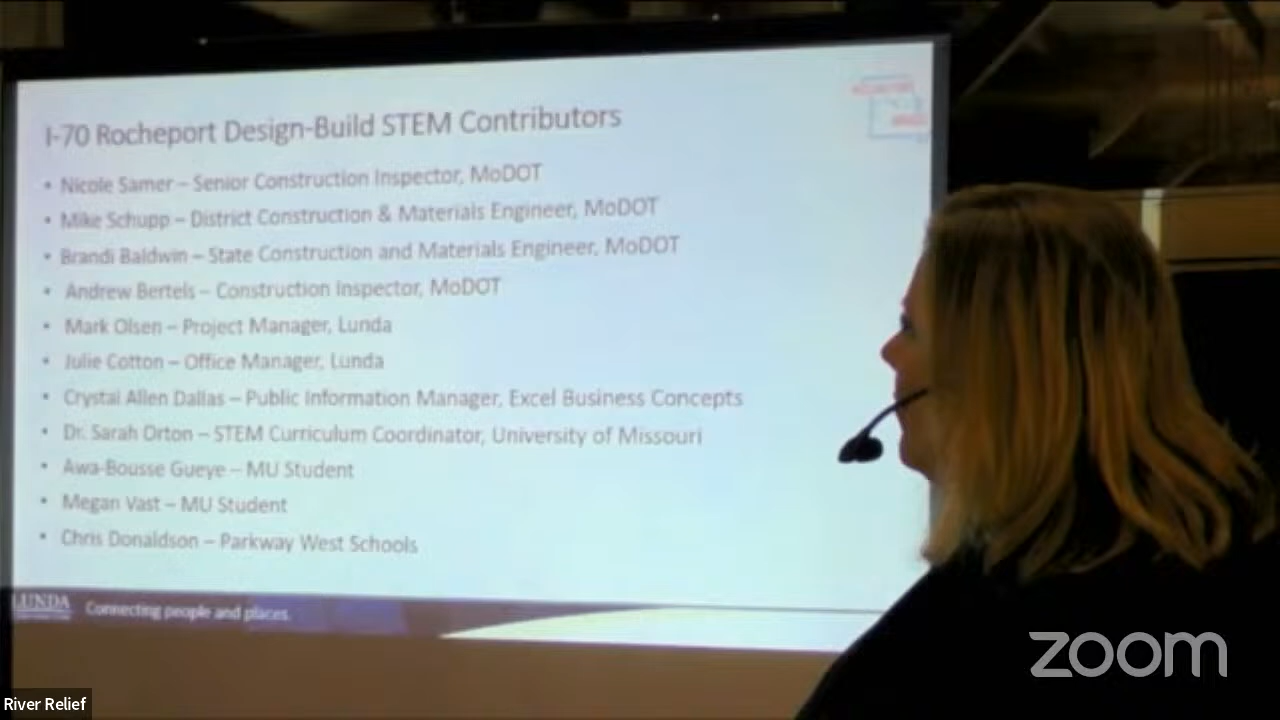 I-70 Rocheport Design-Build STEM Contributors
• Nicole Samer – Senior Construction Inspector, MoDOT
• Mike Schupp – District Construction & Materials Engineer, MoDOT
• Brandi Baldwin – State Construction and Materials Engineer, MoDOT
• Andrew Bertels – Construction Inspector, MoDOT
• Mark Olsen – Project Manager, Lunda
• Julie Cotton – Office Manager, Lunda
• Crystal Allen Dallas – Public Information Manager, Excel Business Concepts
• Dr. Sarah Orton – STEM Curriculum Coordinator, University of Missouri
• Awa-Bousse Gueye – MU Student
• Megan Vast – MU Student
• Chris Donaldson – Parkway West Schools
LUNDA Connecting people and places.
zoom
River Relief